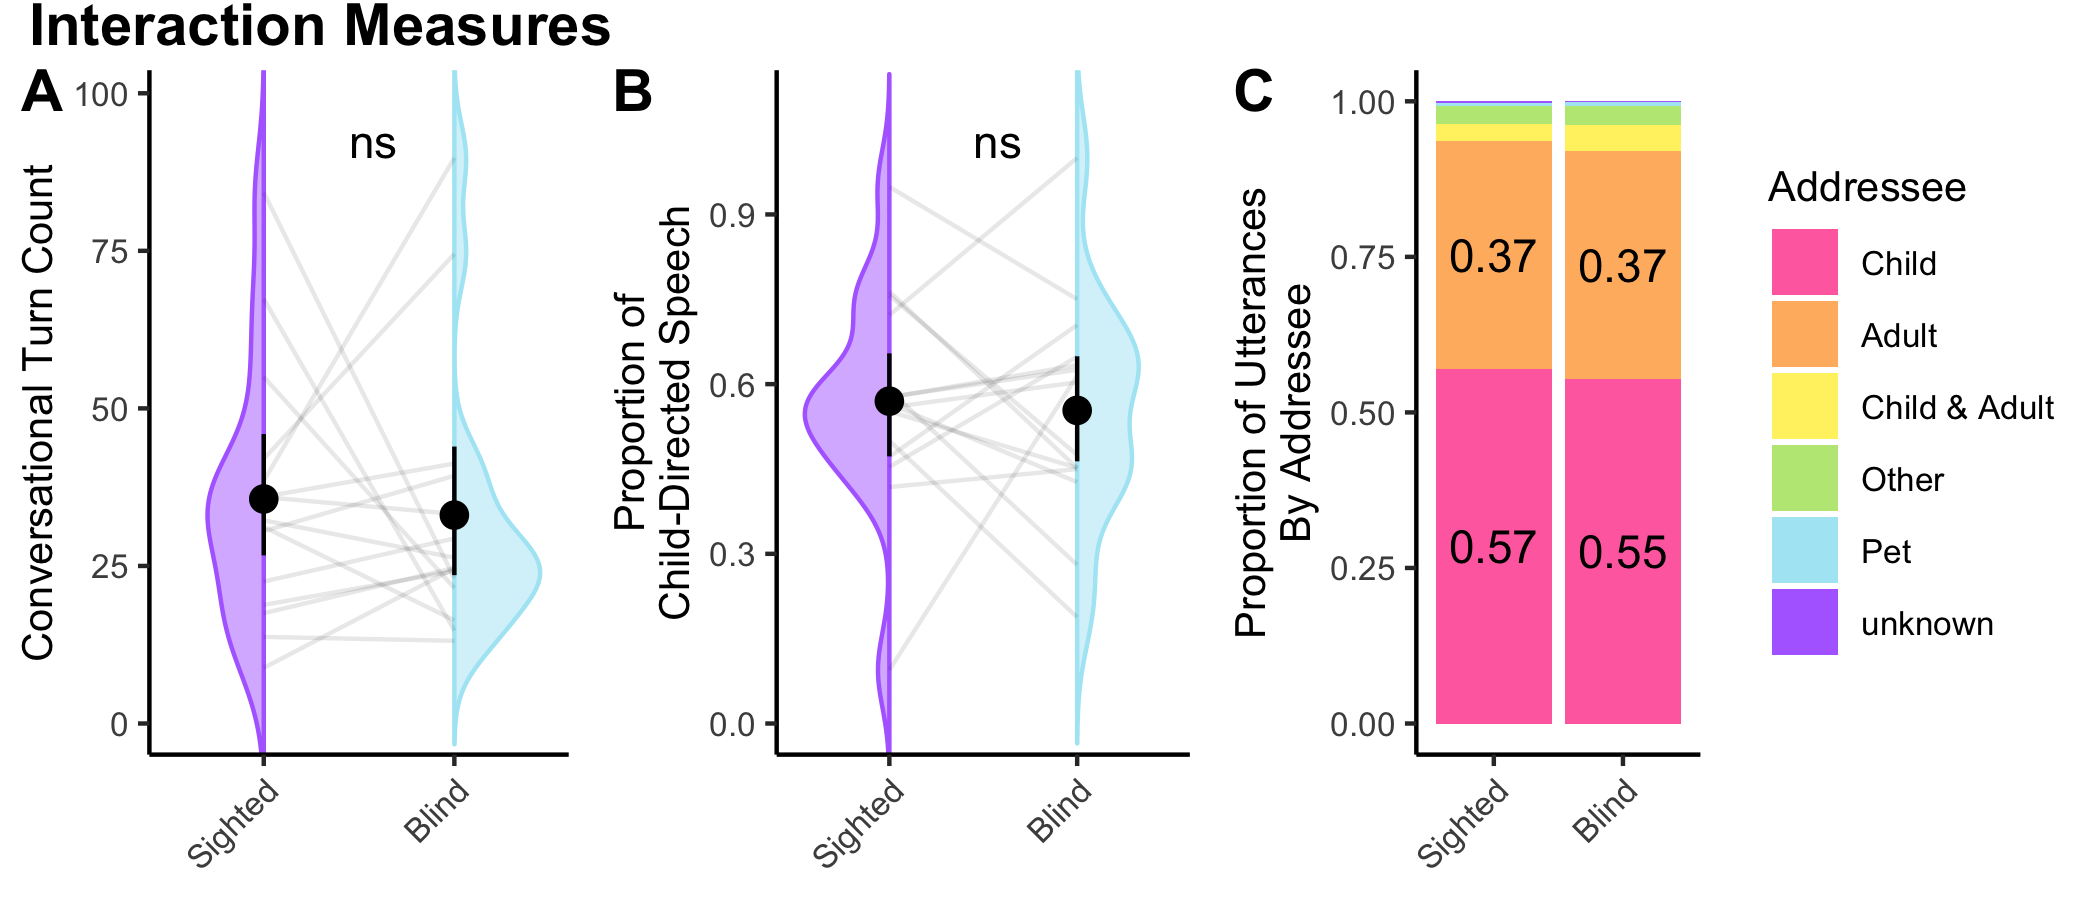 Interaction Measures
A
Conversational Turn Count
100
75
50
25
0
ns
Sighted
Blind
B
Proportion of
Child-Directed Speech
0.9
0.6
0.3
0.0
ns
Sighted
Blind
C
Proportion of Utterances
By Addressee
1.00
0.75
0.50
0.25
0.00
0.37
0.37
0.57
0.55
Sighted
Blind
Addressee
Child
Adult
Child & Adult
Other
Pet
unknown